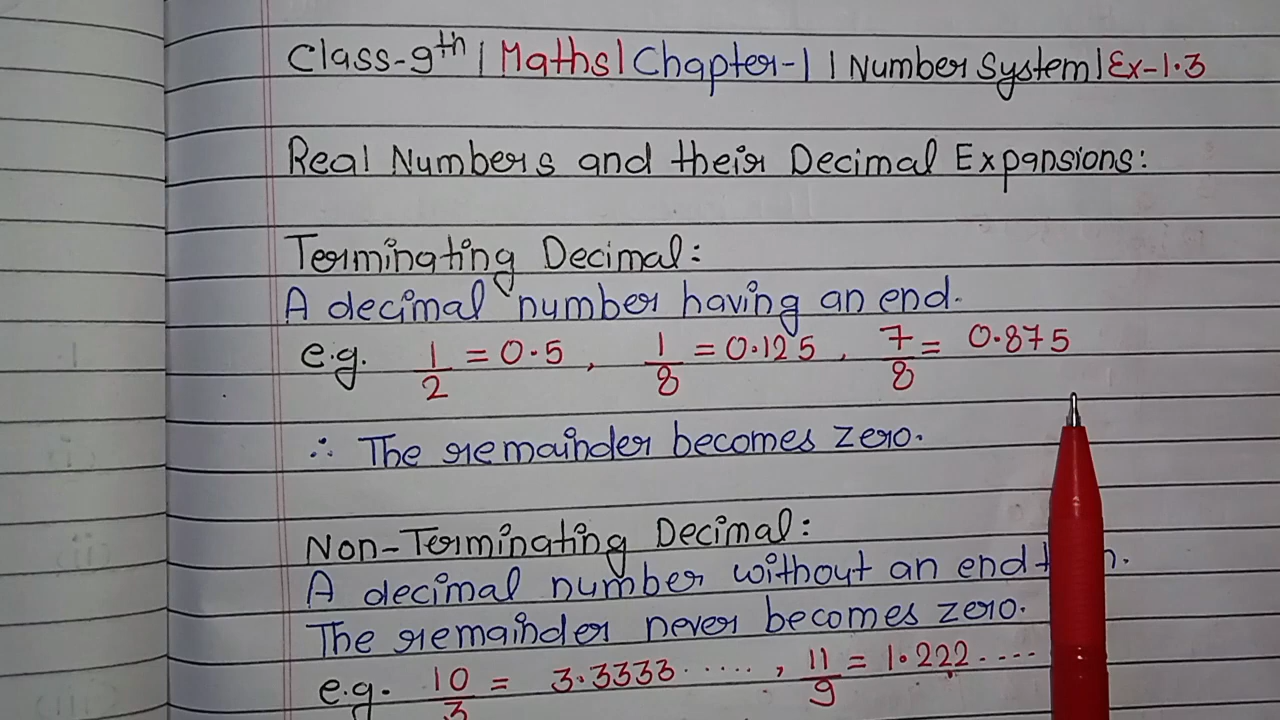 Class-9th | Maths | Chapter-1 | Number System | Ex-1.3
Real Numbers and their Decimal Expansions:
Terminating Decimal:
A decimal number having an end.
e.g. 1/2 = 0.5, 1/8 = 0.125, 7/8 = 0.875
∴ The remainder becomes zero.
Non-Terminating Decimal:
A decimal number without an end
The remainder never becomes zero.
e.g. 10/3 = 3.3333....., 11/9 = 1.222....